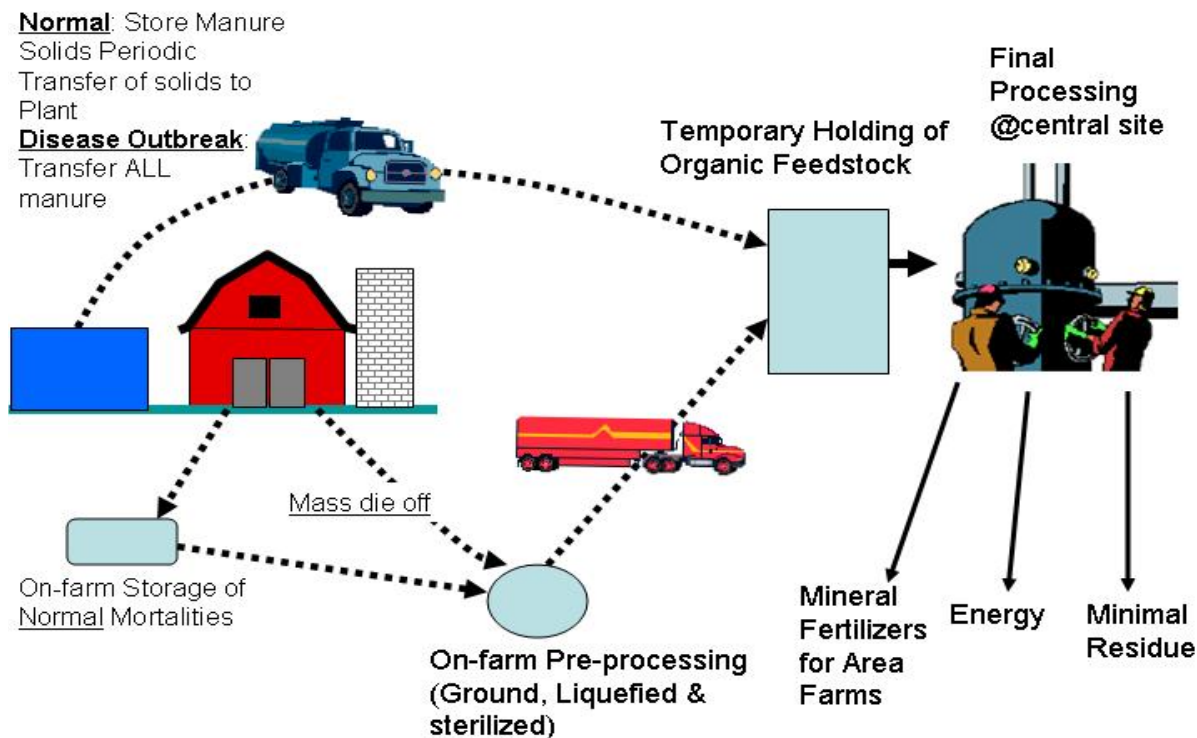 Normal: Store Manure
Solids Periodic
Transfer of solids to
Plant
Disease Outbreak:
Transfer ALL
manure
Temporary Holding of
Organic Feedstock
Final
Processing
@central site
Mass die off
On-farm Storage of
Normal Mortalities
On-farm Pre-processing
(Ground, Liquefied &
sterilized)
Mineral
Fertilizers
for Area
Farms
Energy
Minimal
Residue